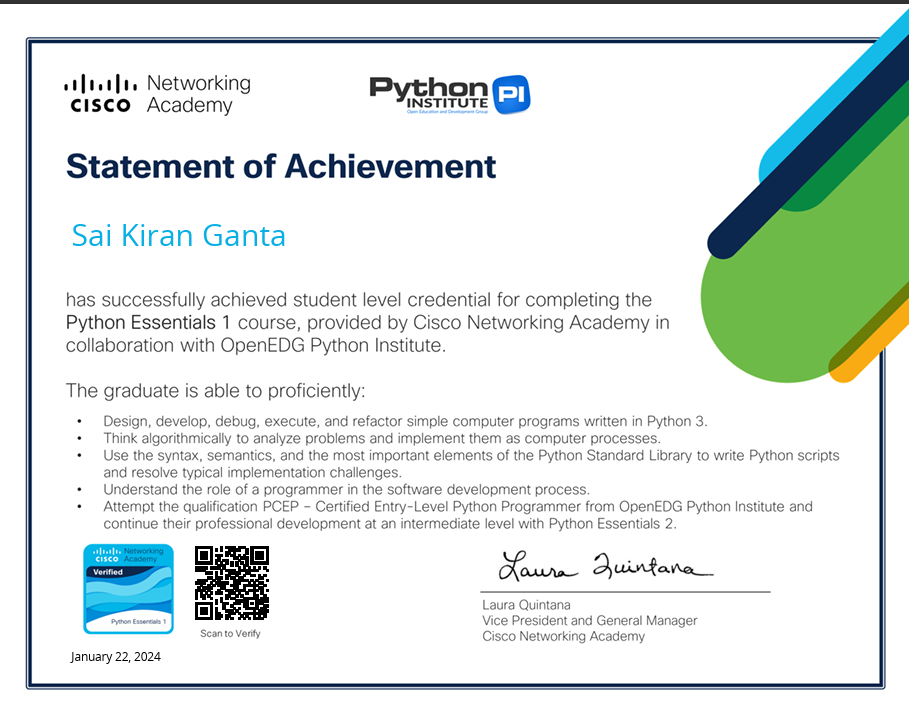 Networking
CISCO Academy
Python
INSTITUTE
PI
Open Education and Development Group
Statement of Achievement
Sai Kiran Ganta
has successfully achieved student level credential for completing the
Python Essentials 1 course, provided by Cisco Networking Academy in
collaboration with OpenEDG Python Institute.
The graduate is able to proficiently:
• Design, develop, debug, execute, and refactor simple computer programs written in Python 3.
• Think algorithmically to analyze problems and implement them as computer processes.
• Use the syntax, semantics, and the most important elements of the Python Standard Library to write Python scripts
and resolve typical implementation challenges.
• Understand the role of a programmer in the software development process.
• Attempt the qualification PCEP – Certified Entry-Level Python Programmer from OpenEDG Python Institute and
continue their professional development at an intermediate level with Python Essentials 2.
Networking
CISCO Academy
Verified
Python Essentials 1
Scan to Verify
January 22, 2024
Laura Quintana
Laura Quintana
Vice President and General Manager
Cisco Networking Academy